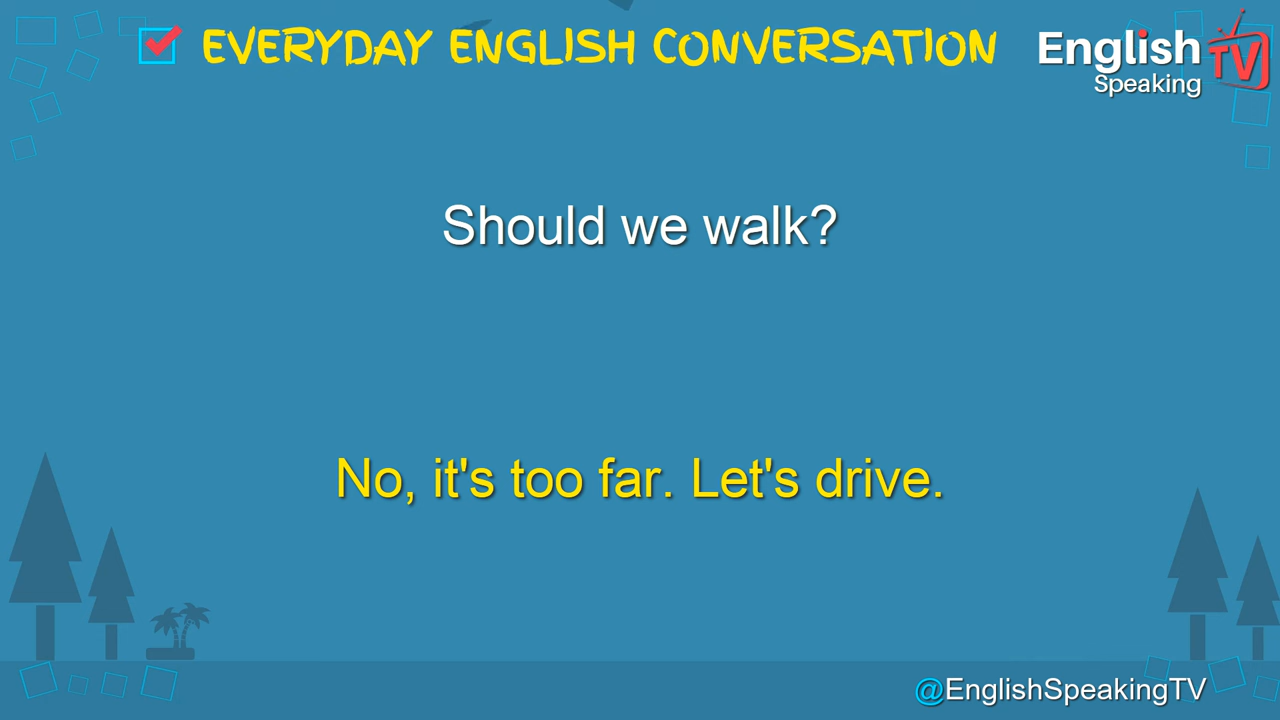 EVERYDAY ENGLISH CONVERSATION
English
Speaking
TV
Should we walk?
No, it's too far. Let's drive.
@EnglishSpeakingTV